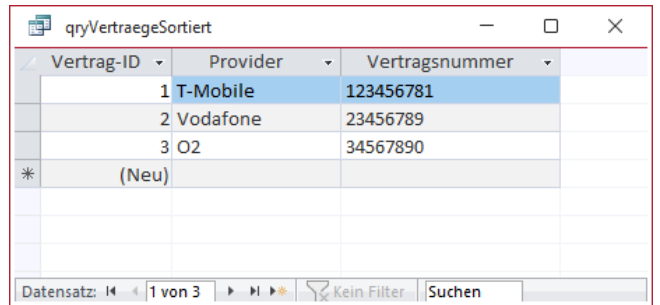 qryVertraegeSortiert
Vertrag-ID Provider Vertragsnummer
1 T-Mobile 123456781
2 Vodafone 23456789
3 O2 34567890
(Neu)
Datensatz: 1 von 3 Kein Filter Suchen